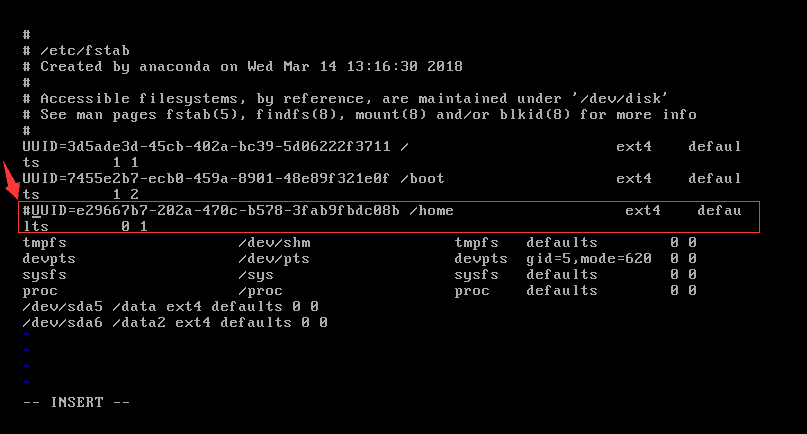 #
# /etc/fstab
# Created by anaconda on Wed Mar 14 13:16:30 2018
#
# Accessible filesystems, by reference, are maintained under '/dev/disk'
# See man pages fstab(5), findfs(8), mount(8) and/or blkid(8) for more info
#
UUID=3d5ade3d-45cb-402a-bc39-5d06222f3711 /                       ext4    defaul
ts        1 1
UUID=7455e2b7-ecb0-459a-8901-48e89f321e0f /boot                   ext4    defaul
ts        1 2
#UUID=e29667b7-202a-470c-b578-3fab9fbdc08b /home                   ext4    defau
lts        0 1
tmpfs                   /dev/shm                tmpfs   defaults        0 0
devpts                  /dev/pts                devpts  gid=5,mode=620  0 0
sysfs                   /sys                    sysfs   defaults        0 0
proc                    /proc                   proc    defaults        0 0
/dev/sda5 /data ext4 defaults 0 0
/dev/sda6 /data2 ext4 defaults 0 0
~
~
~
~
-- INSERT --